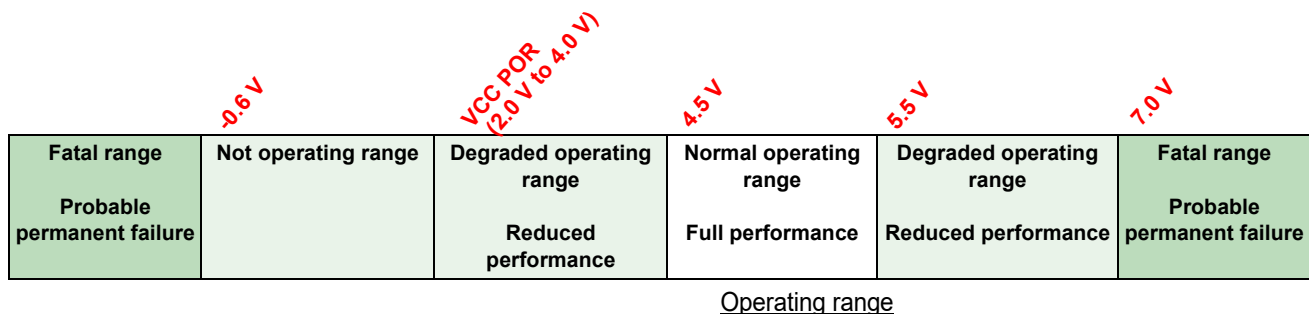 -0.6 V
VCC POR
(2.0 V to 4.0 V)
4.5 V
5.5 V
7.0 V
Fatal range
Probable
permanent failure
Not operating range
Degraded operating
range
Reduced
performance
Normal operating
range
Full performance
Degraded operating
range
Reduced performance
Fatal range
Probable
permanent failure
Operating range